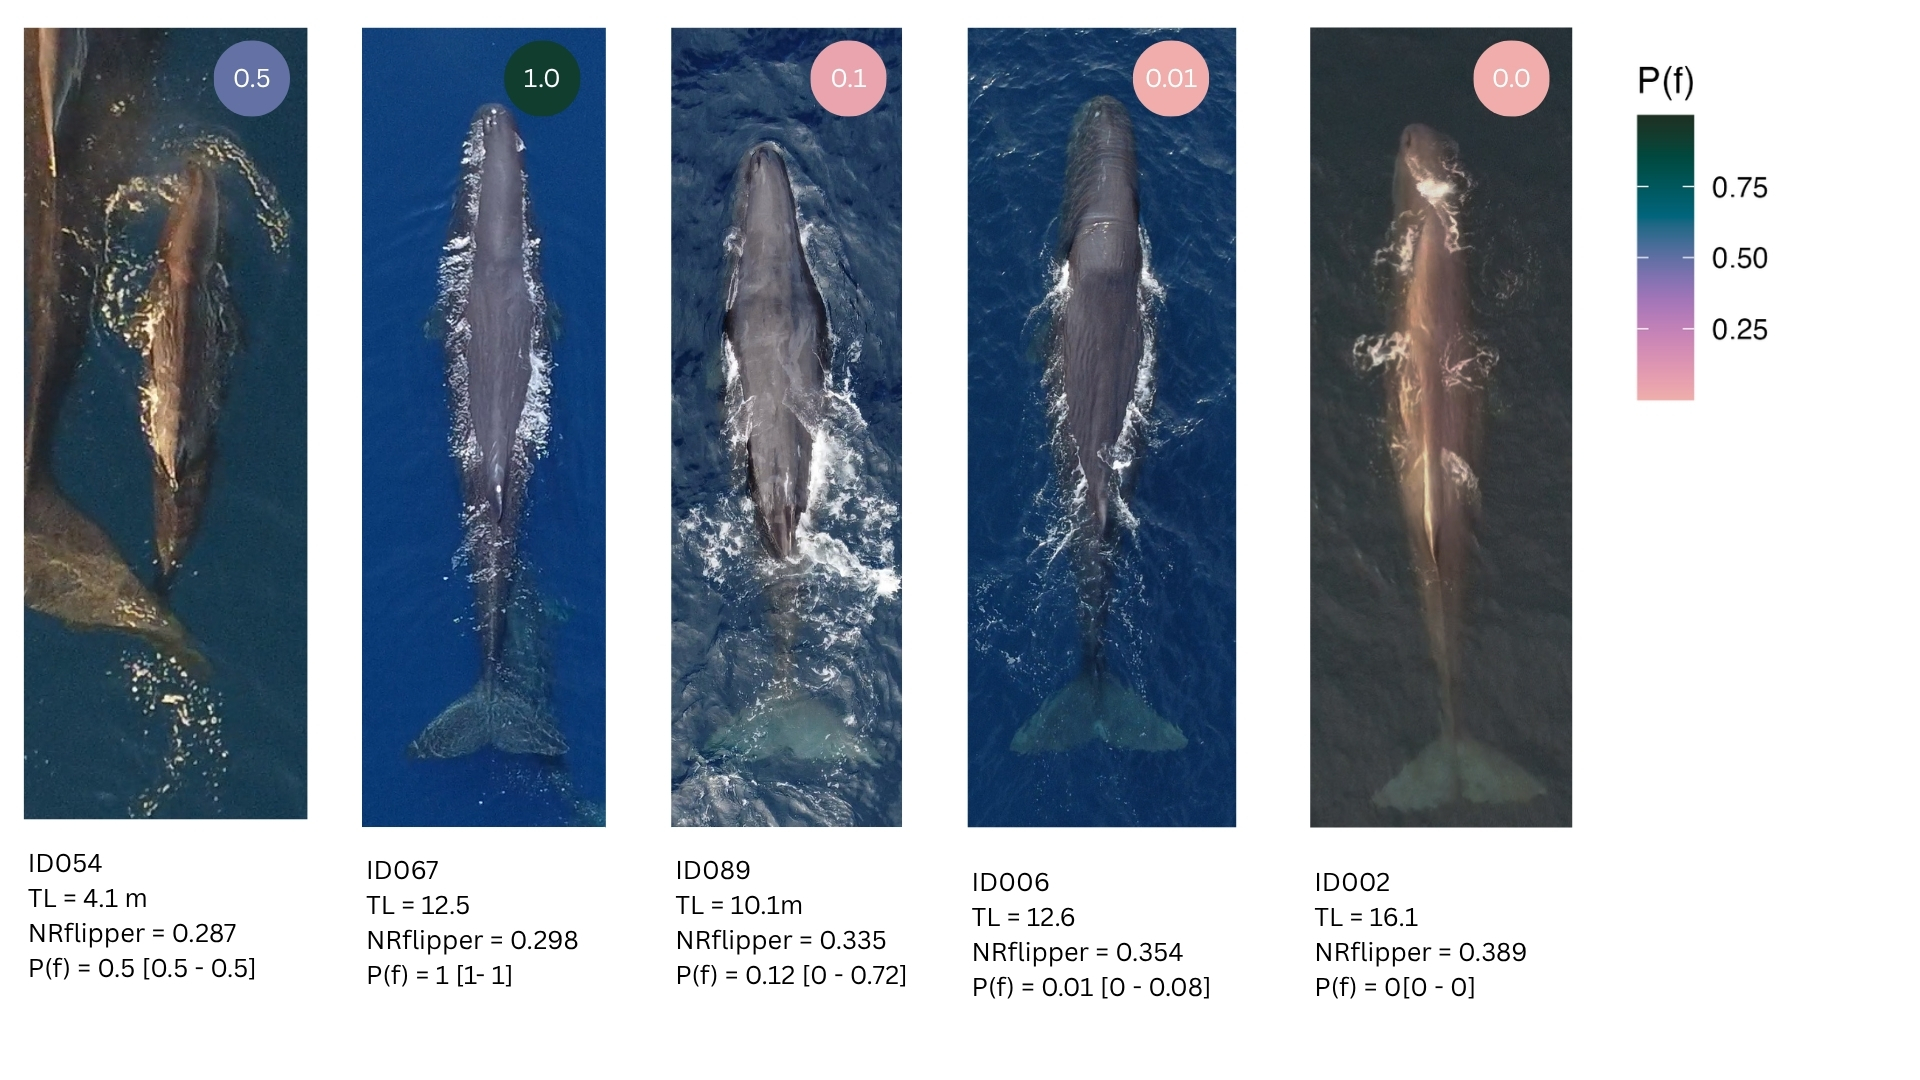 0.5
1.0
0.1
0.01
0.0
P(f)
0.75
0.50
0.25
ID054
TL = 4.1 m
NRflipper = 0.287
P(f) = 0.5 [0.5 - 0.5]
ID067
TL = 12.5
NRflipper = 0.298
P(f) = 1 [1- 1]
ID089
TL = 10.1m
NRflipper = 0.335
P(f) = 0.12 [0 - 0.72]
ID006
TL = 12.6
NRflipper = 0.354
P(f) = 0.01 [0 - 0.08]
ID002
TL = 16.1
NRflipper = 0.389
P(f) = 0[0 - 0]